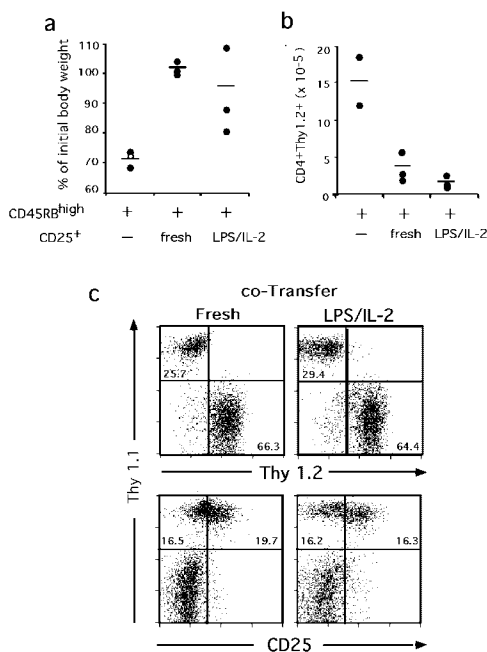 a
% of initial body weight
110
100
90
80
70
60
CD45RBhigh + + +
CD25+ – fresh LPS/IL-2
b
CD4+Thy1.2+ (x 10-5)
20
15
10
5
0
+ + +
– fresh LPS/IL-2
c
co-Transfer
Fresh LPS/IL-2
25.7
66.3
29.4
64.4
Thy 1.2
Thy 1.1
16.5 19.7
16.2 16.3
CD25